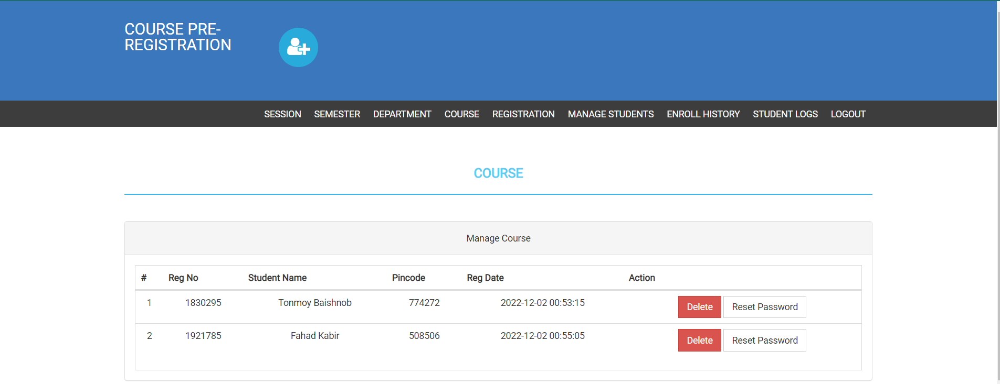 COURSE PRE-
REGISTRATION
SESSION SEMESTER DEPARTMENT COURSE REGISTRATION MANAGE STUDENTS ENROLL HISTORY STUDENT LOGS LOGOUT
COURSE
Manage Course
# Reg No Student Name Pincode Reg Date Action
1 1830295 Tonmoy Baishnob 774272 2022-12-02 00:53:15 Delete Reset Password
2 1921785 Fahad Kabir 508506 2022-12-02 00:55:05 Delete Reset Password